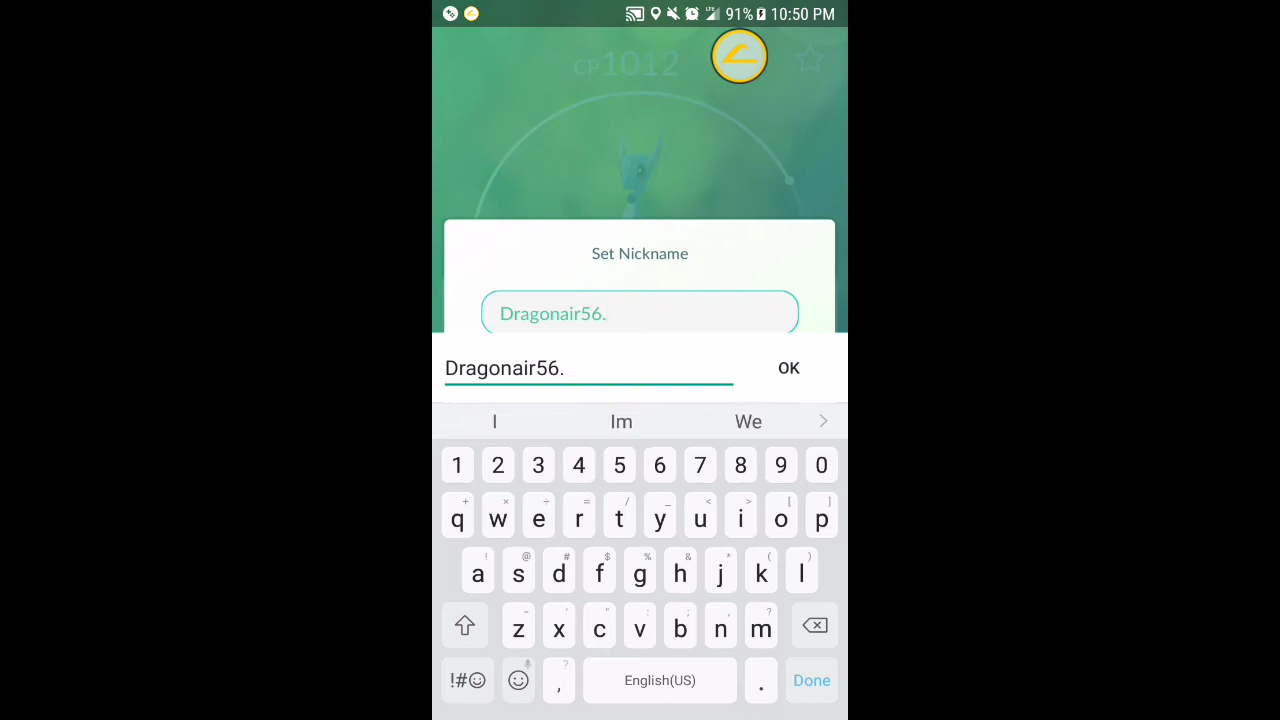 LTE 91% 10:50 PM
CP1012
Set Nickname
Dragonair56.
Dragonair56. OK
I Im We
1 2 3 4 5 6 7 8 9 0
+ × ÷ = / _ < > [ ]
q w e r t y u i o p
! @ # $ % & * ( )
a s d f g h j k l
- ' " : ; , ?
z x c v b n m
!#☺ , ? English(US) . Done